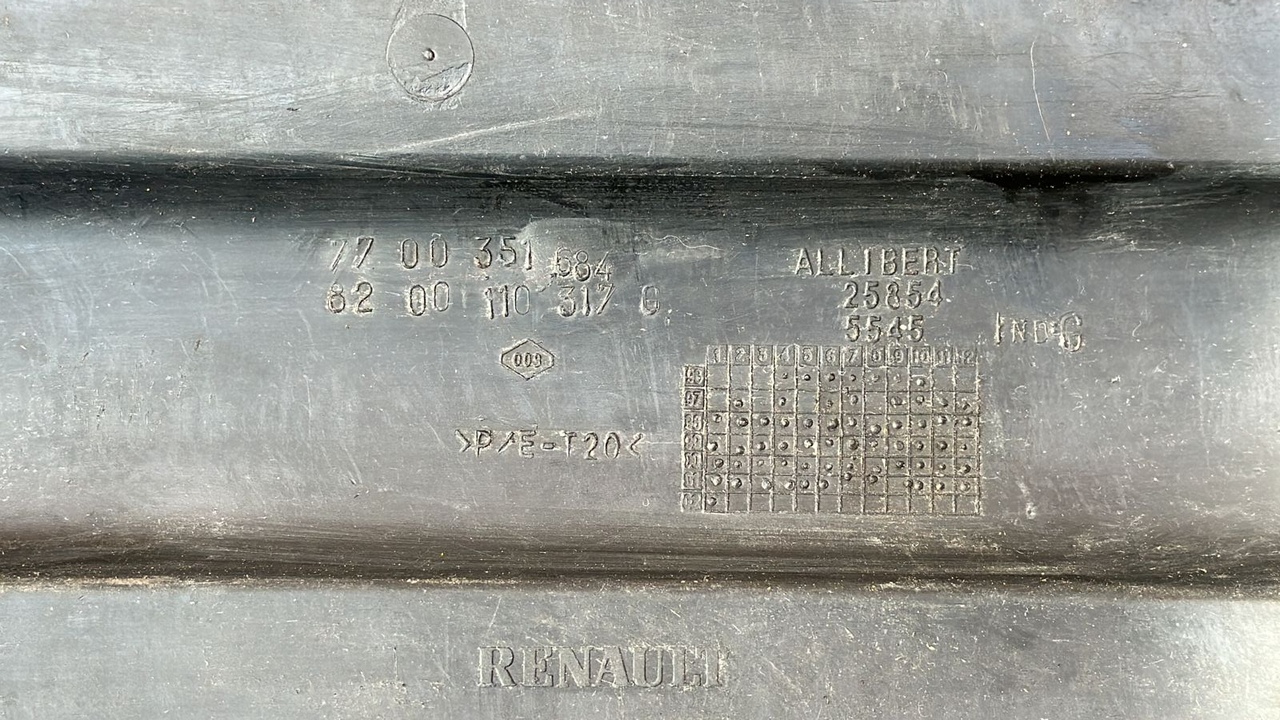 77 00 351 684
82 00 110 317 G
009
>P/E-T20<
ALLIBERT
25854
5545 IND G
1 2 3 4 5 6 7 8 9 10 11 12
97
RENAULT